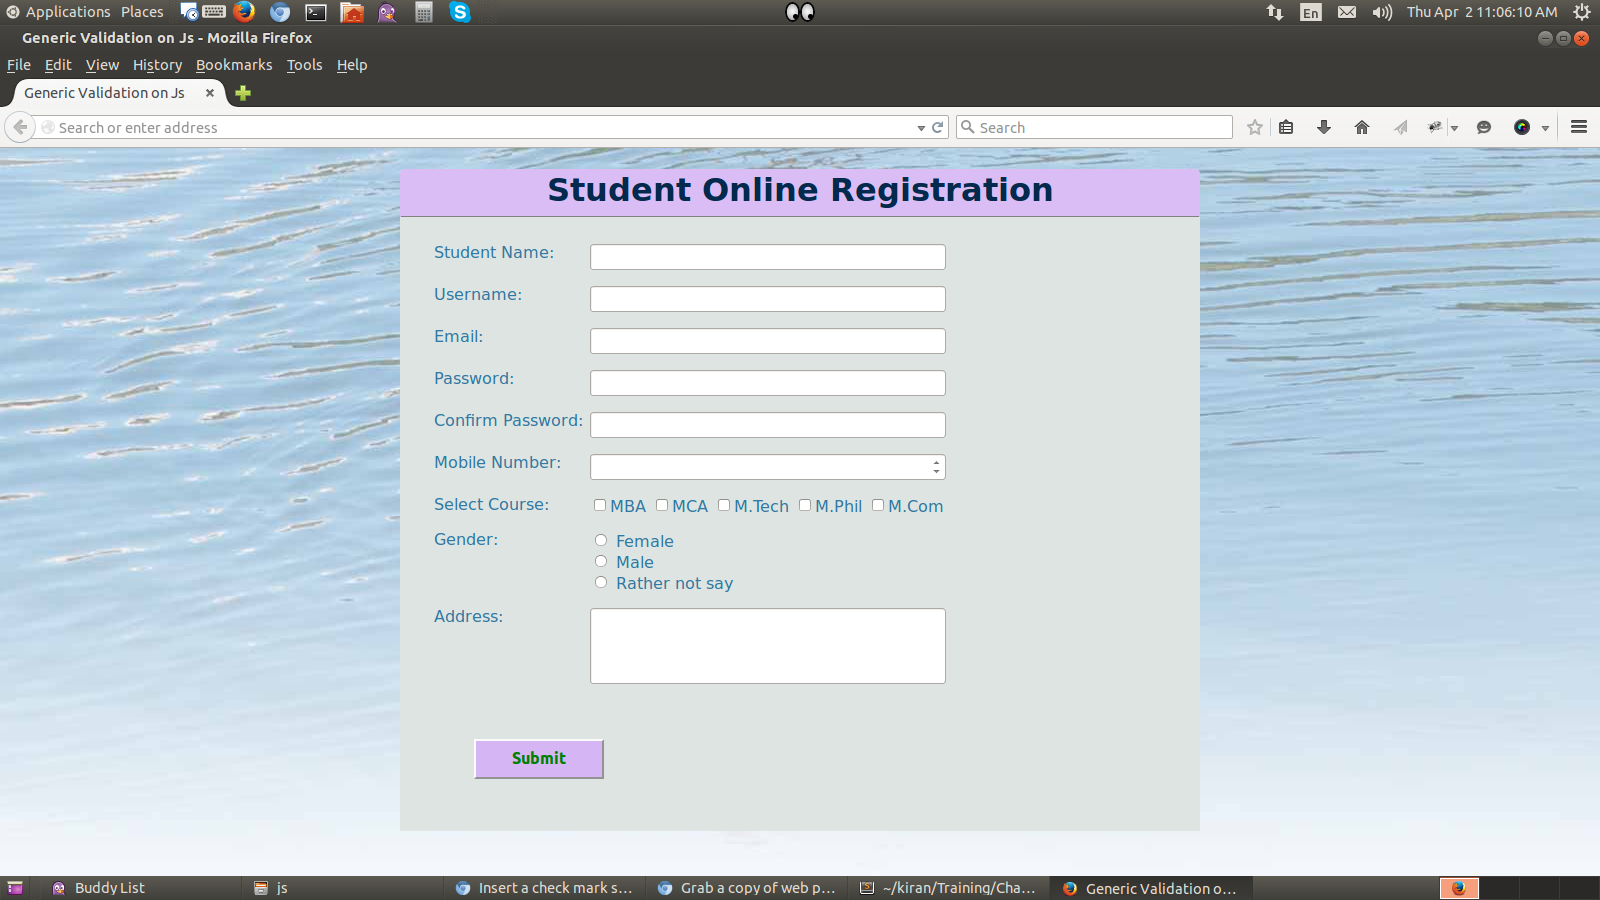 Applications Places En Thu Apr 2 11:06:10 AM
Generic Validation on Js - Mozilla Firefox
File Edit View History Bookmarks Tools Help
Generic Validation on Js
Search or enter address Search
Student Online Registration
Student Name:
Username:
Email:
Password:
Confirm Password:
Mobile Number:
Select Course: MBA MCA M.Tech M.Phil M.Com
Gender: Female
Male
Rather not say
Address:
Submit
Buddy List js Insert a check mark s... Grab a copy of web p... ~/kiran/Training/Cha... Generic Validation o...